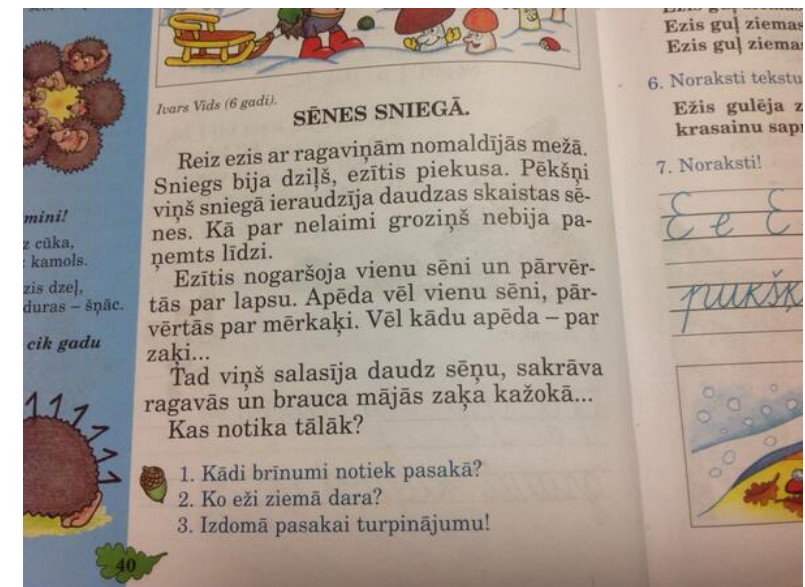 Ivars Vīds (6 gadi).
SĒNES SNIEGĀ.
Reiz ezis ar ragaviņām nomaldījās mežā.
Sniegs bija dziļš, ezītis piekusa. Pēkšņi
viņš sniegā ieraudzīja daudzas skaistas sē-
nes. Kā par nelaimi groziņš nebija pa-
ņemts līdzi.
Ezītis nogaršoja vienu sēni un pārvēr-
tās par lapsu. Apēda vēl vienu sēni, pār-
vērtās par mērkaķi. Vēl kādu apēda – par
zaķi...
Tad viņš salasīja daudz sēņu, sakrāva
ragavās un brauca mājās zaķa kažokā...
Kas notika tālāk?
1. Kādi brīnumi notiek pasakā?
2. Ko eži ziemā dara?
3. Izdomā pasakai turpinājumu!
mini!
cūka,
kamols.
zis dzeļ,
duras – šņāc.
cik gadu
40
Ezis guļ ziemas
Ezis guļ ziema
6. Noraksti tekstu
Ežis gulēja z
krasainu sap
7. Noraksti!
E e E
pukšķ